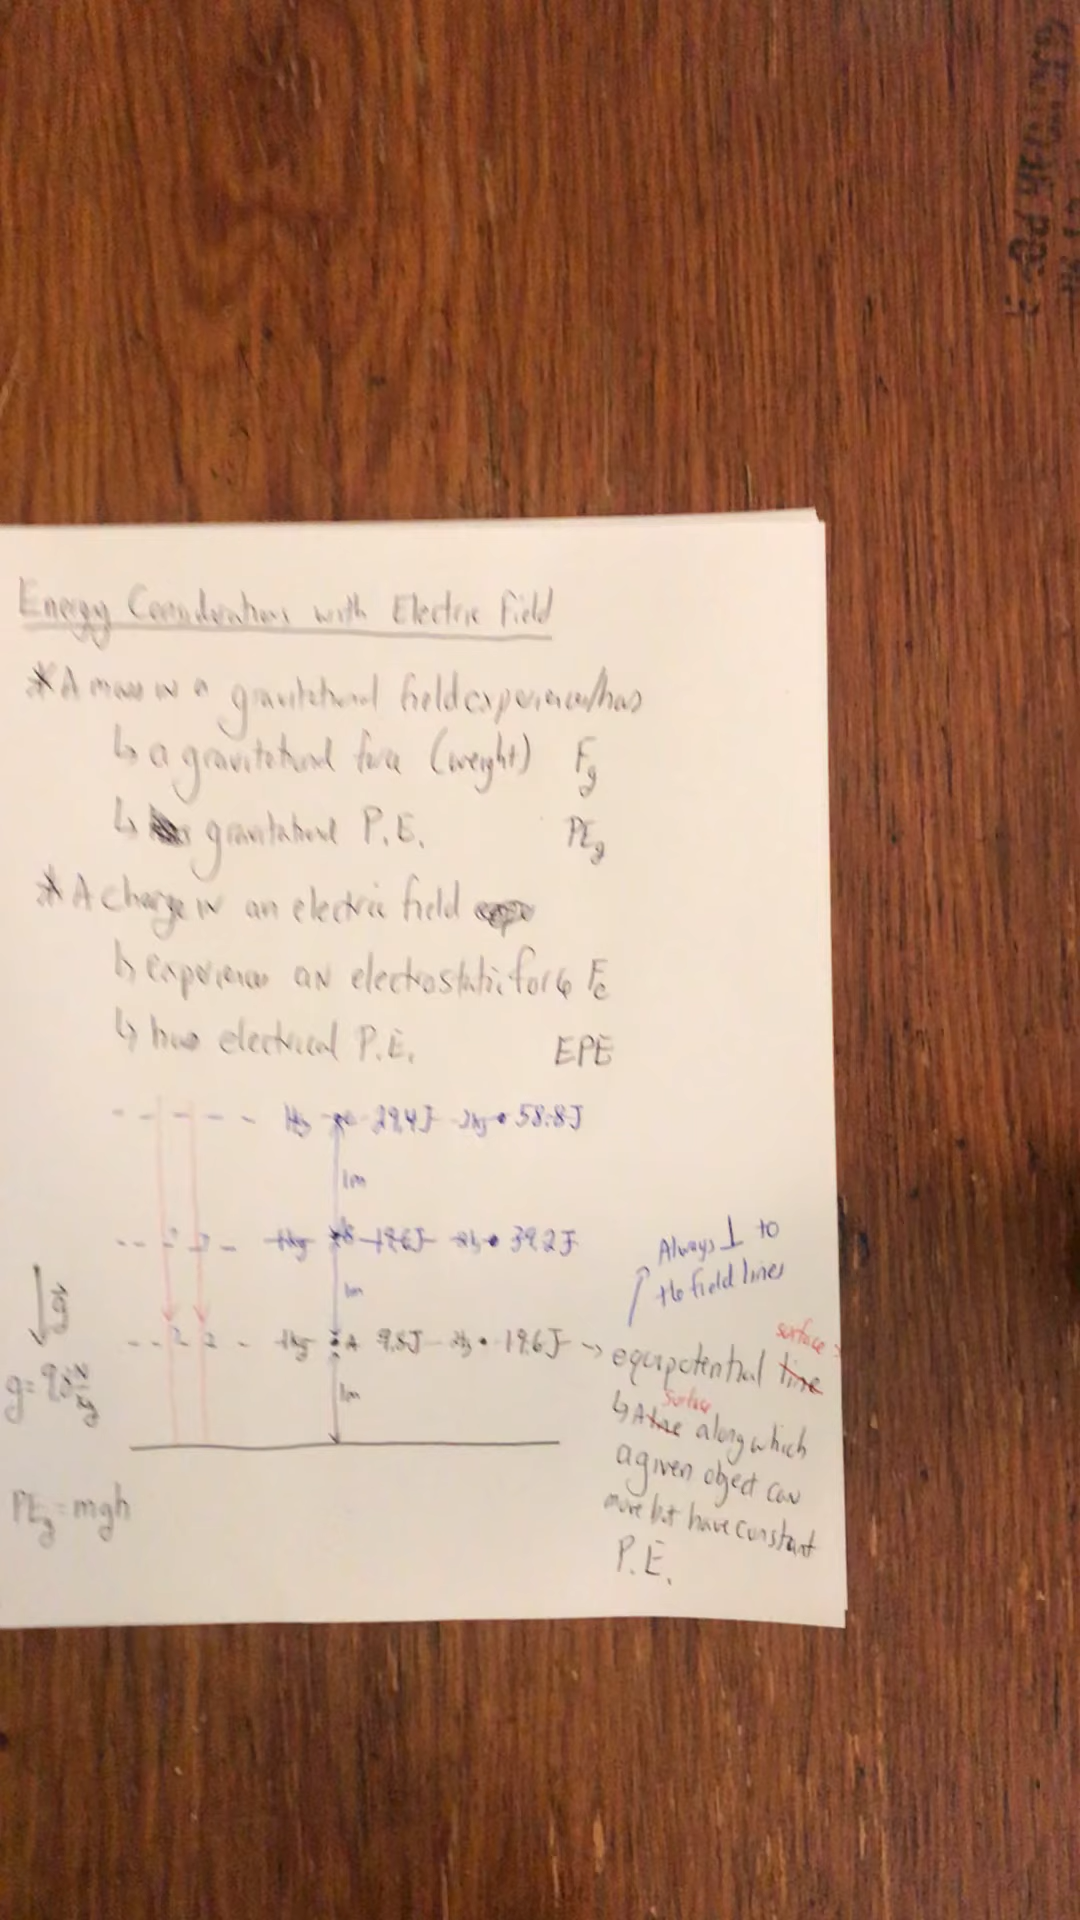 Energy Considerations with Electric Field
* A mass in a gravitational field experiences/has
↳ a gravitational force (weight) Fg
↳ gravitational P.E. PEg
* A charge in an electric field
↳ experiences an electrostatic force Fe
↳ has electrical P.E. EPE
1kg C 29.4J 2kg • 58.8J
1m
1kg B 19.6J 2kg • 39.2J
Always ⊥ to
the field lines
1m
1kg A 9.8J 2kg • 19.6J → equipotential line surface
↳ A line surface along which
1m
a given object can
move but have constant
P.E.
g = 9.8 N/kg
PEg = mgh